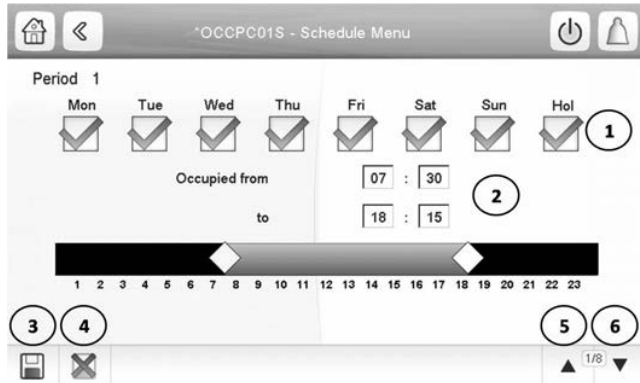 ^OCCPC01S - Schedule Menu
Period 1
Mon Tue Wed Thu Fri Sat Sun Hol
1
Occupied from 07 : 30
2
to 18 : 15
1 2 3 4 5 6 7 8 9 10 11 12 13 14 15 16 17 18 19 20 21 22 23
3 4 5 6
1/8